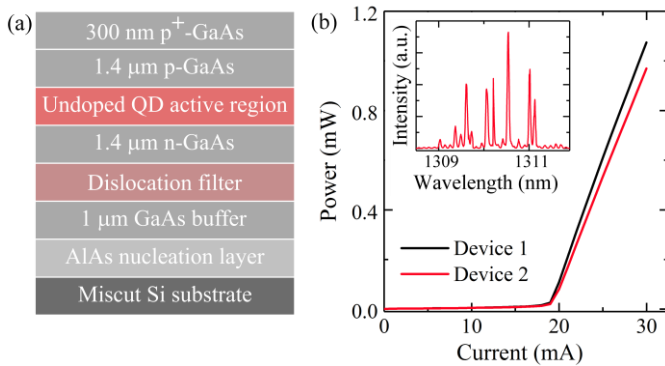 (a)
300 nm p⁺-GaAs
1.4 μm p-GaAs
Undoped QD active region
1.4 μm n-GaAs
Dislocation filter
1 μm GaAs buffer
AlAs nucleation layer
Miscut Si substrate
(b)
1.2
0.8
0.4
0.0
Power (mW)
Intensity (a.u.)
1309
1311
Wavelength (nm)
Device 1
Device 2
0
10
20
30
Current (mA)